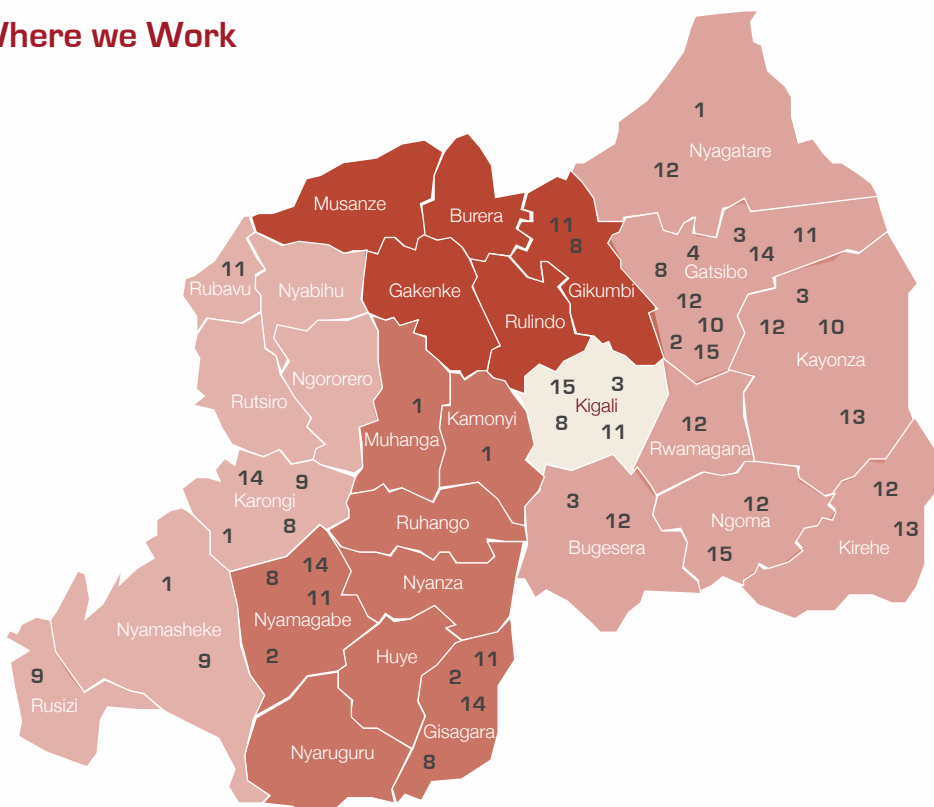 Where we Work
1
Nyagatare
12
Musanze
Burera
11
8
Gikumbi
3
11
4
14
8
Gatsibo
12
10
2
15
11
Rubavu
Nyabihu
Gakenke
Rulindo
3
12
10
Kayonza
13
Rutsiro
Ngororero
1
Muhanga
Kamonyi
1
15
3
Kigali
8
11
12
Rwamagana
14
9
Karongi
1
8
Ruhango
3
12
Bugesera
12
Ngoma
15
12
13
Kirehe
1
Nyamasheke
9
8
14
11
Nyamagabe
2
Nyanza
Huye
11
2
14
Gisagara
8
9
Rusizi
Nyaruguru